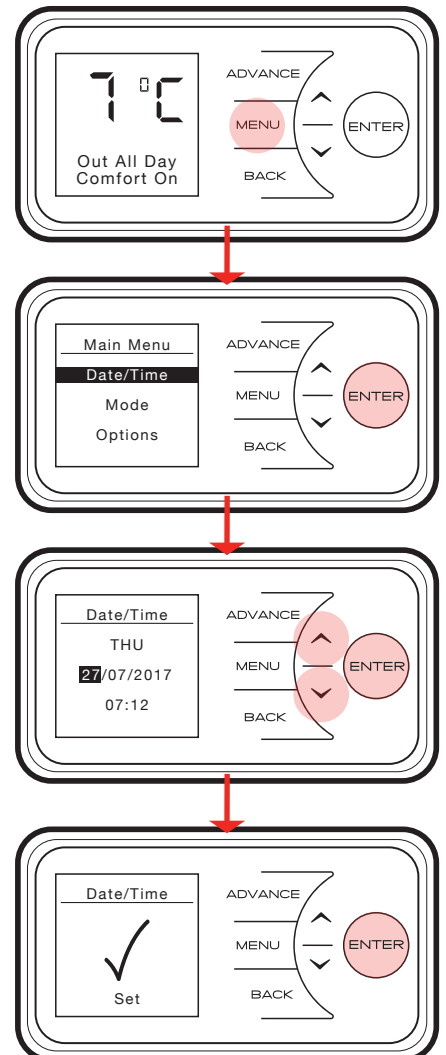 7°C
Out All Day
Comfort On
ADVANCE
MENU
BACK
ENTER
Main Menu
Date/Time
Mode
Options
ADVANCE
MENU
BACK
ENTER
Date/Time
THU
27/07/2017
07:12
ADVANCE
MENU
BACK
ENTER
Date/Time
Set
ADVANCE
MENU
BACK
ENTER